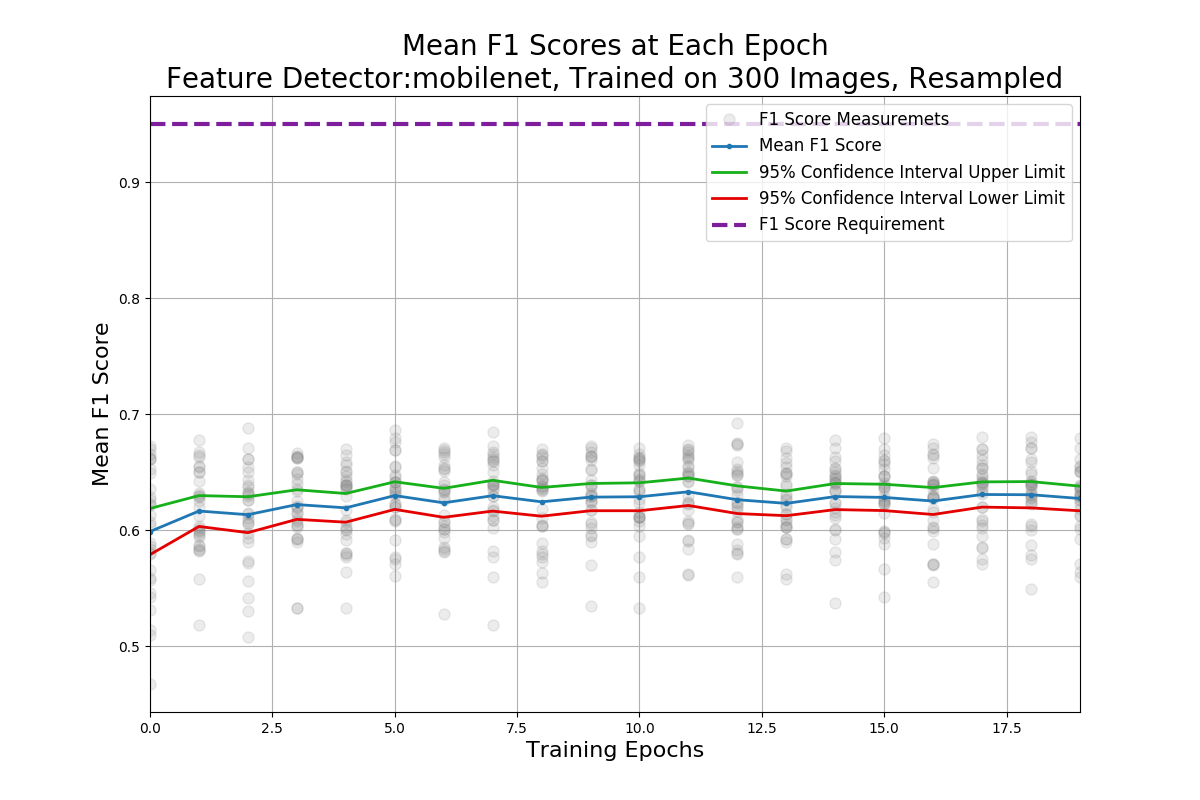 Mean F1 Scores at Each Epoch
Feature Detector:mobilenet, Trained on 300 Images, Resampled
F1 Score Measuremets
Mean F1 Score
95% Confidence Interval Upper Limit
95% Confidence Interval Lower Limit
F1 Score Requirement
Mean F1 Score
0.9
0.8
0.7
0.6
0.5
0.0 2.5 5.0 7.5 10.0 12.5 15.0 17.5
Training Epochs